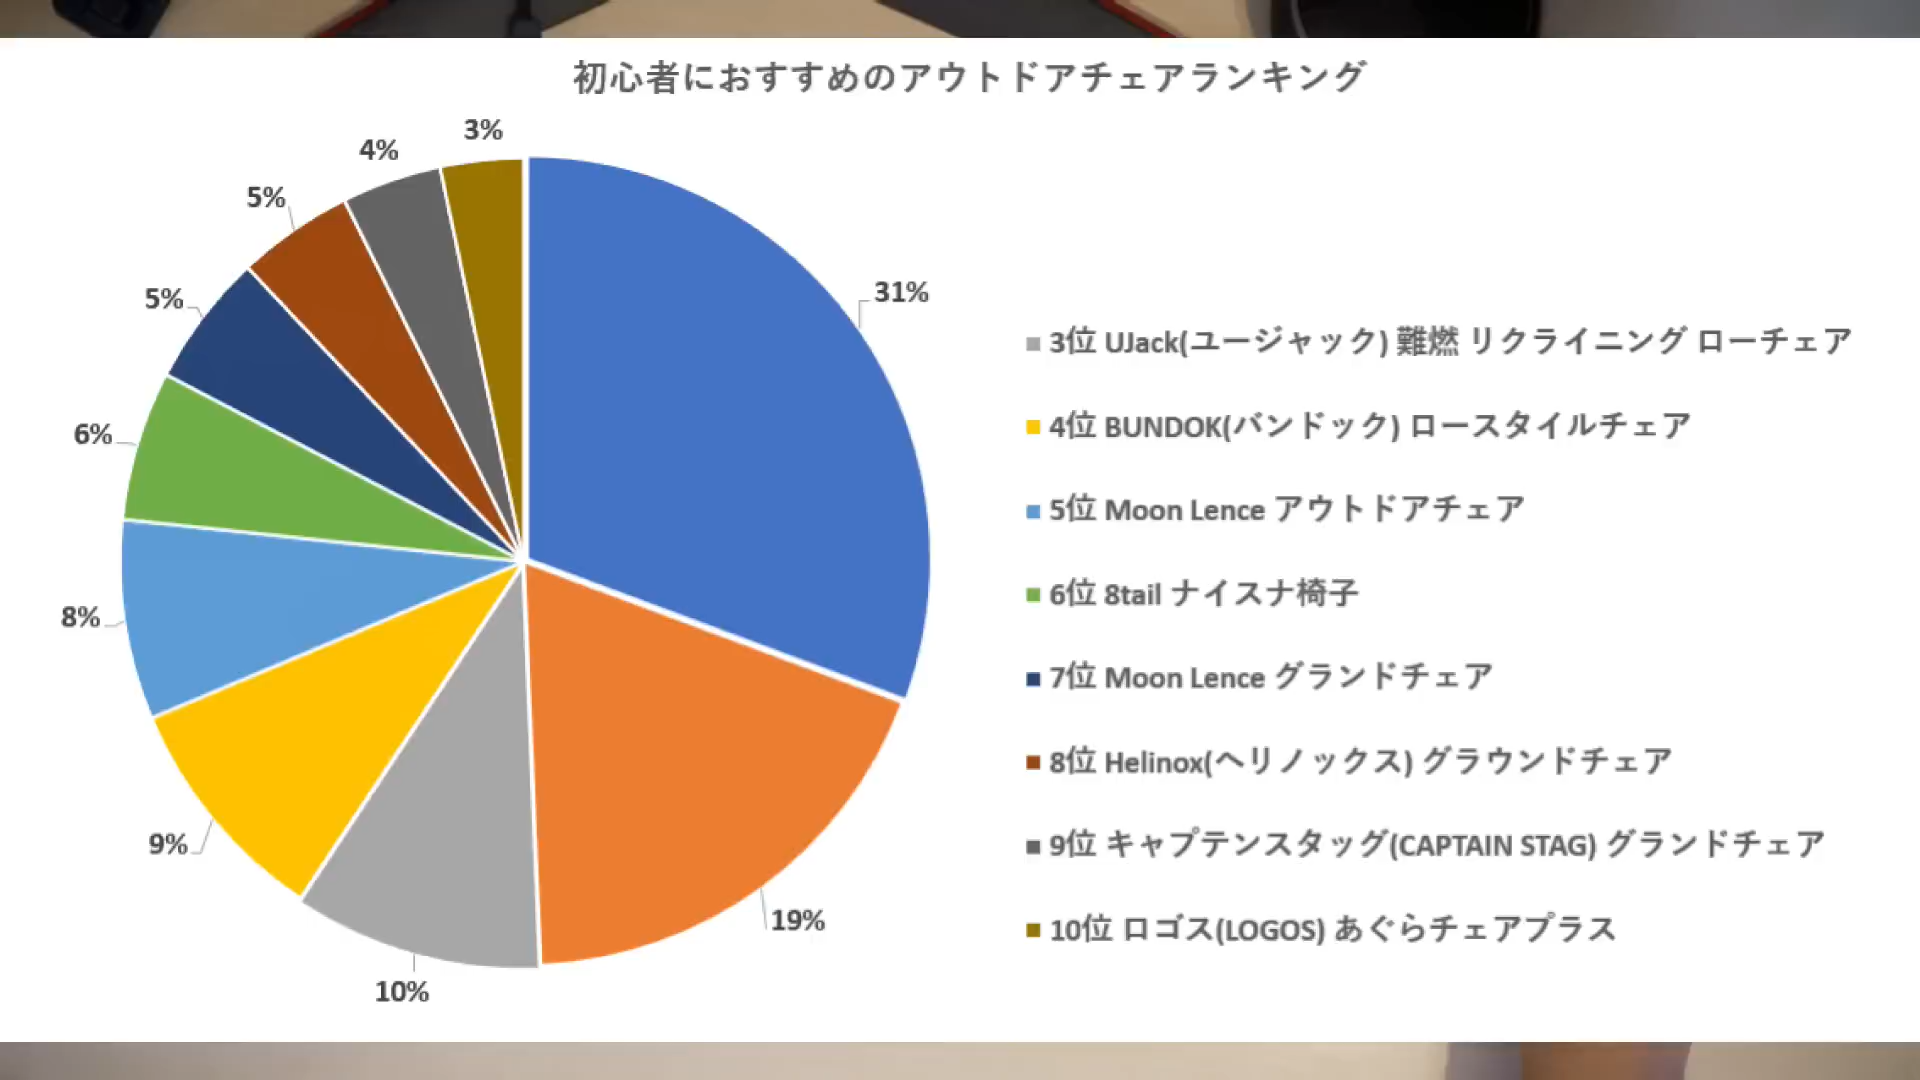 初心者におすすめのアウトドアチェアランキング
3%
4%
5%
31%
5%
6%
8%
9%
19%
10%
3位 UJack(ユージャック) 難燃 リクライニング ローチェア
4位 BUNDOK(バンドック) ロースタイルチェア
5位 Moon Lence アウトドアチェア
6位 8tail ナイスナ椅子
7位 Moon Lence グランドチェア
8位 Helinox(ヘリノックス) グラウンドチェア
9位 キャプテンスタッグ(CAPTAIN STAG) グランドチェア
10位 ロゴス(LOGOS) あぐらチェアプラス